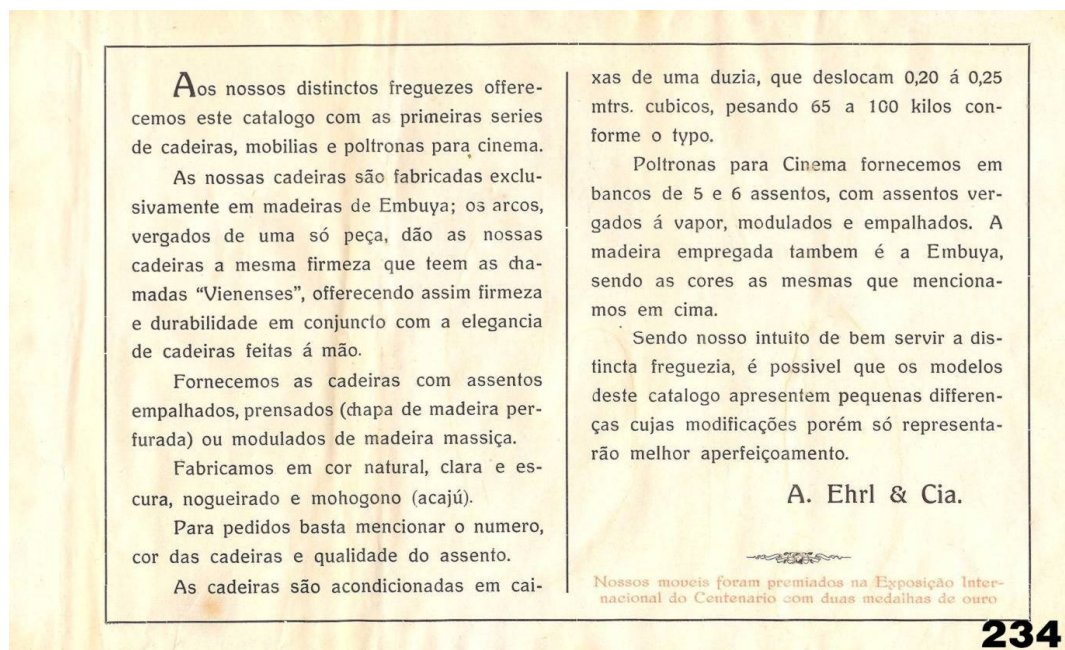 Aos nossos distinctos freguezes offere-
cemos este catalogo com as primeiras series
de cadeiras, mobilias e poltronas para cinema.
As nossas cadeiras são fabricadas exclu-
sivamente em madeiras de Embuya; os arcos,
vergados de uma só peça, dão as nossas
cadeiras a mesma firmeza que teem as cha-
madas “Vienenses”, offerecendo assim firmeza
e durabilidade em conjuncto com a elegancia
de cadeiras feitas á mão.
Fornecemos as cadeiras com assentos
empalhados, prensados (chapa de madeira per-
furada) ou modulados de madeira massiça.
Fabricamos em cor natural, clara e es-
cura, nogueirado e mohogono (acajú).
Para pedidos basta mencionar o numero,
cor das cadeiras e qualidade do assento.
As cadeiras são acondicionadas em cai-
xas de uma duzia, que deslocam 0,20 á 0,25
mtrs. cubicos, pesando 65 a 100 kilos con-
forme o typo.
Poltronas para Cinema fornecemos em
bancos de 5 e 6 assentos, com assentos ver-
gados á vapor, modulados e empalhados. A
madeira empregada tambem é a Embuya,
sendo as cores as mesmas que menciona-
mos em cima.
Sendo nosso intuito de bem servir a dis-
tincta freguezia, é possivel que os modelos
deste catalogo apresentem pequenas differen-
ças cujas modificações porém só representa-
rão melhor aperfeiçoamento.
A. Ehrl & Cia.
Nossos moveis foram premiados na Exposição Inter-
nacional do Centenario com duas medalhas de ouro
234